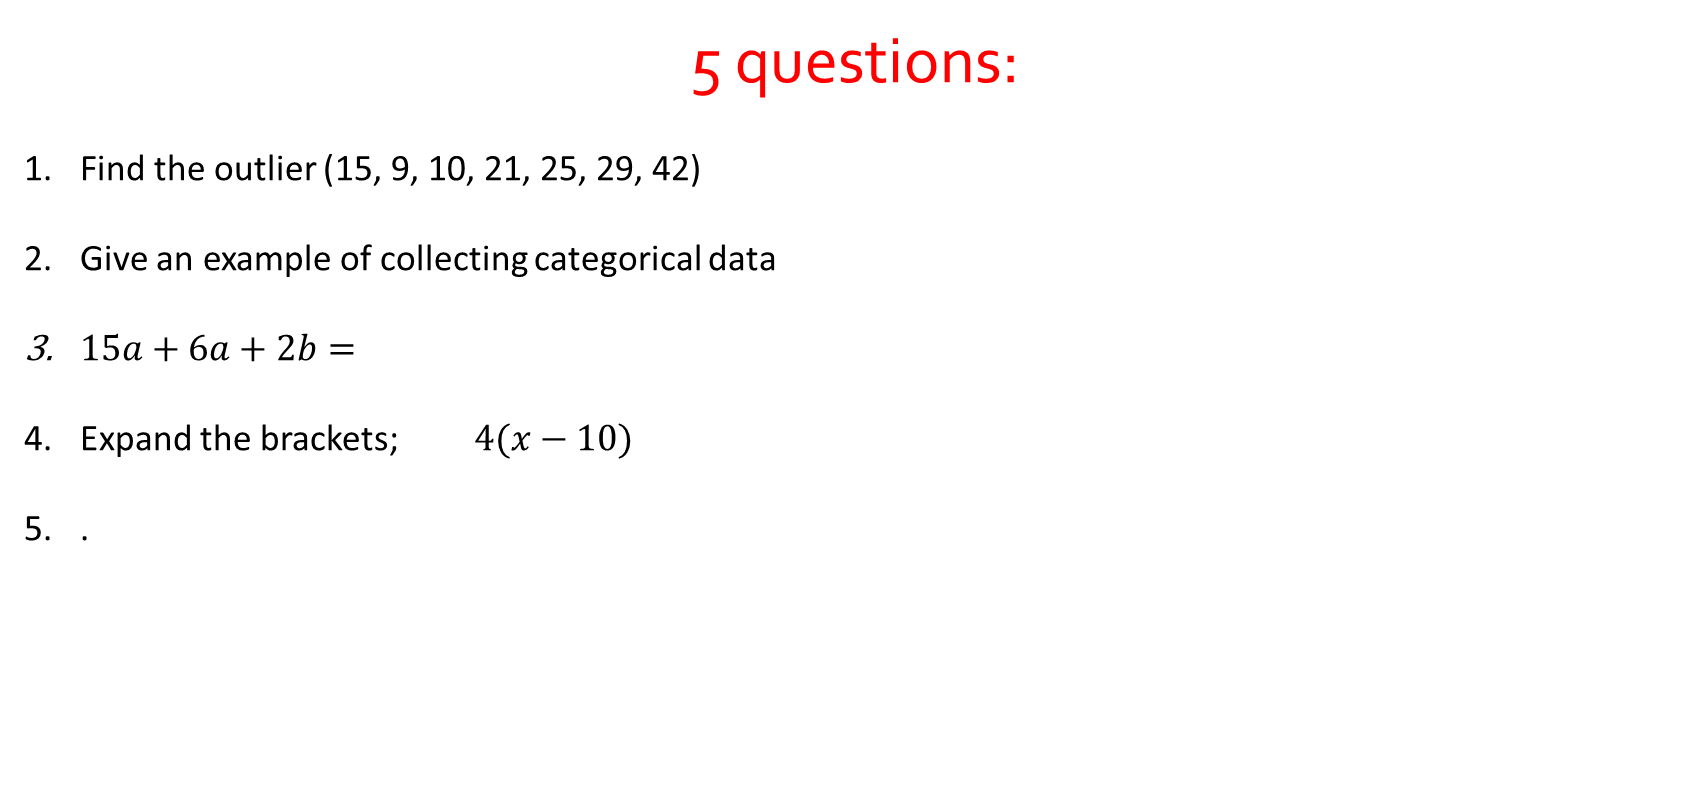 5 questions:
1. Find the outlier (15, 9, 10, 21, 25, 29, 42)
2. Give an example of collecting categorical data
3. 15𝑎 + 6𝑎 + 2𝑏 =
4. Expand the brackets; 4(𝑥 − 10)
5. .